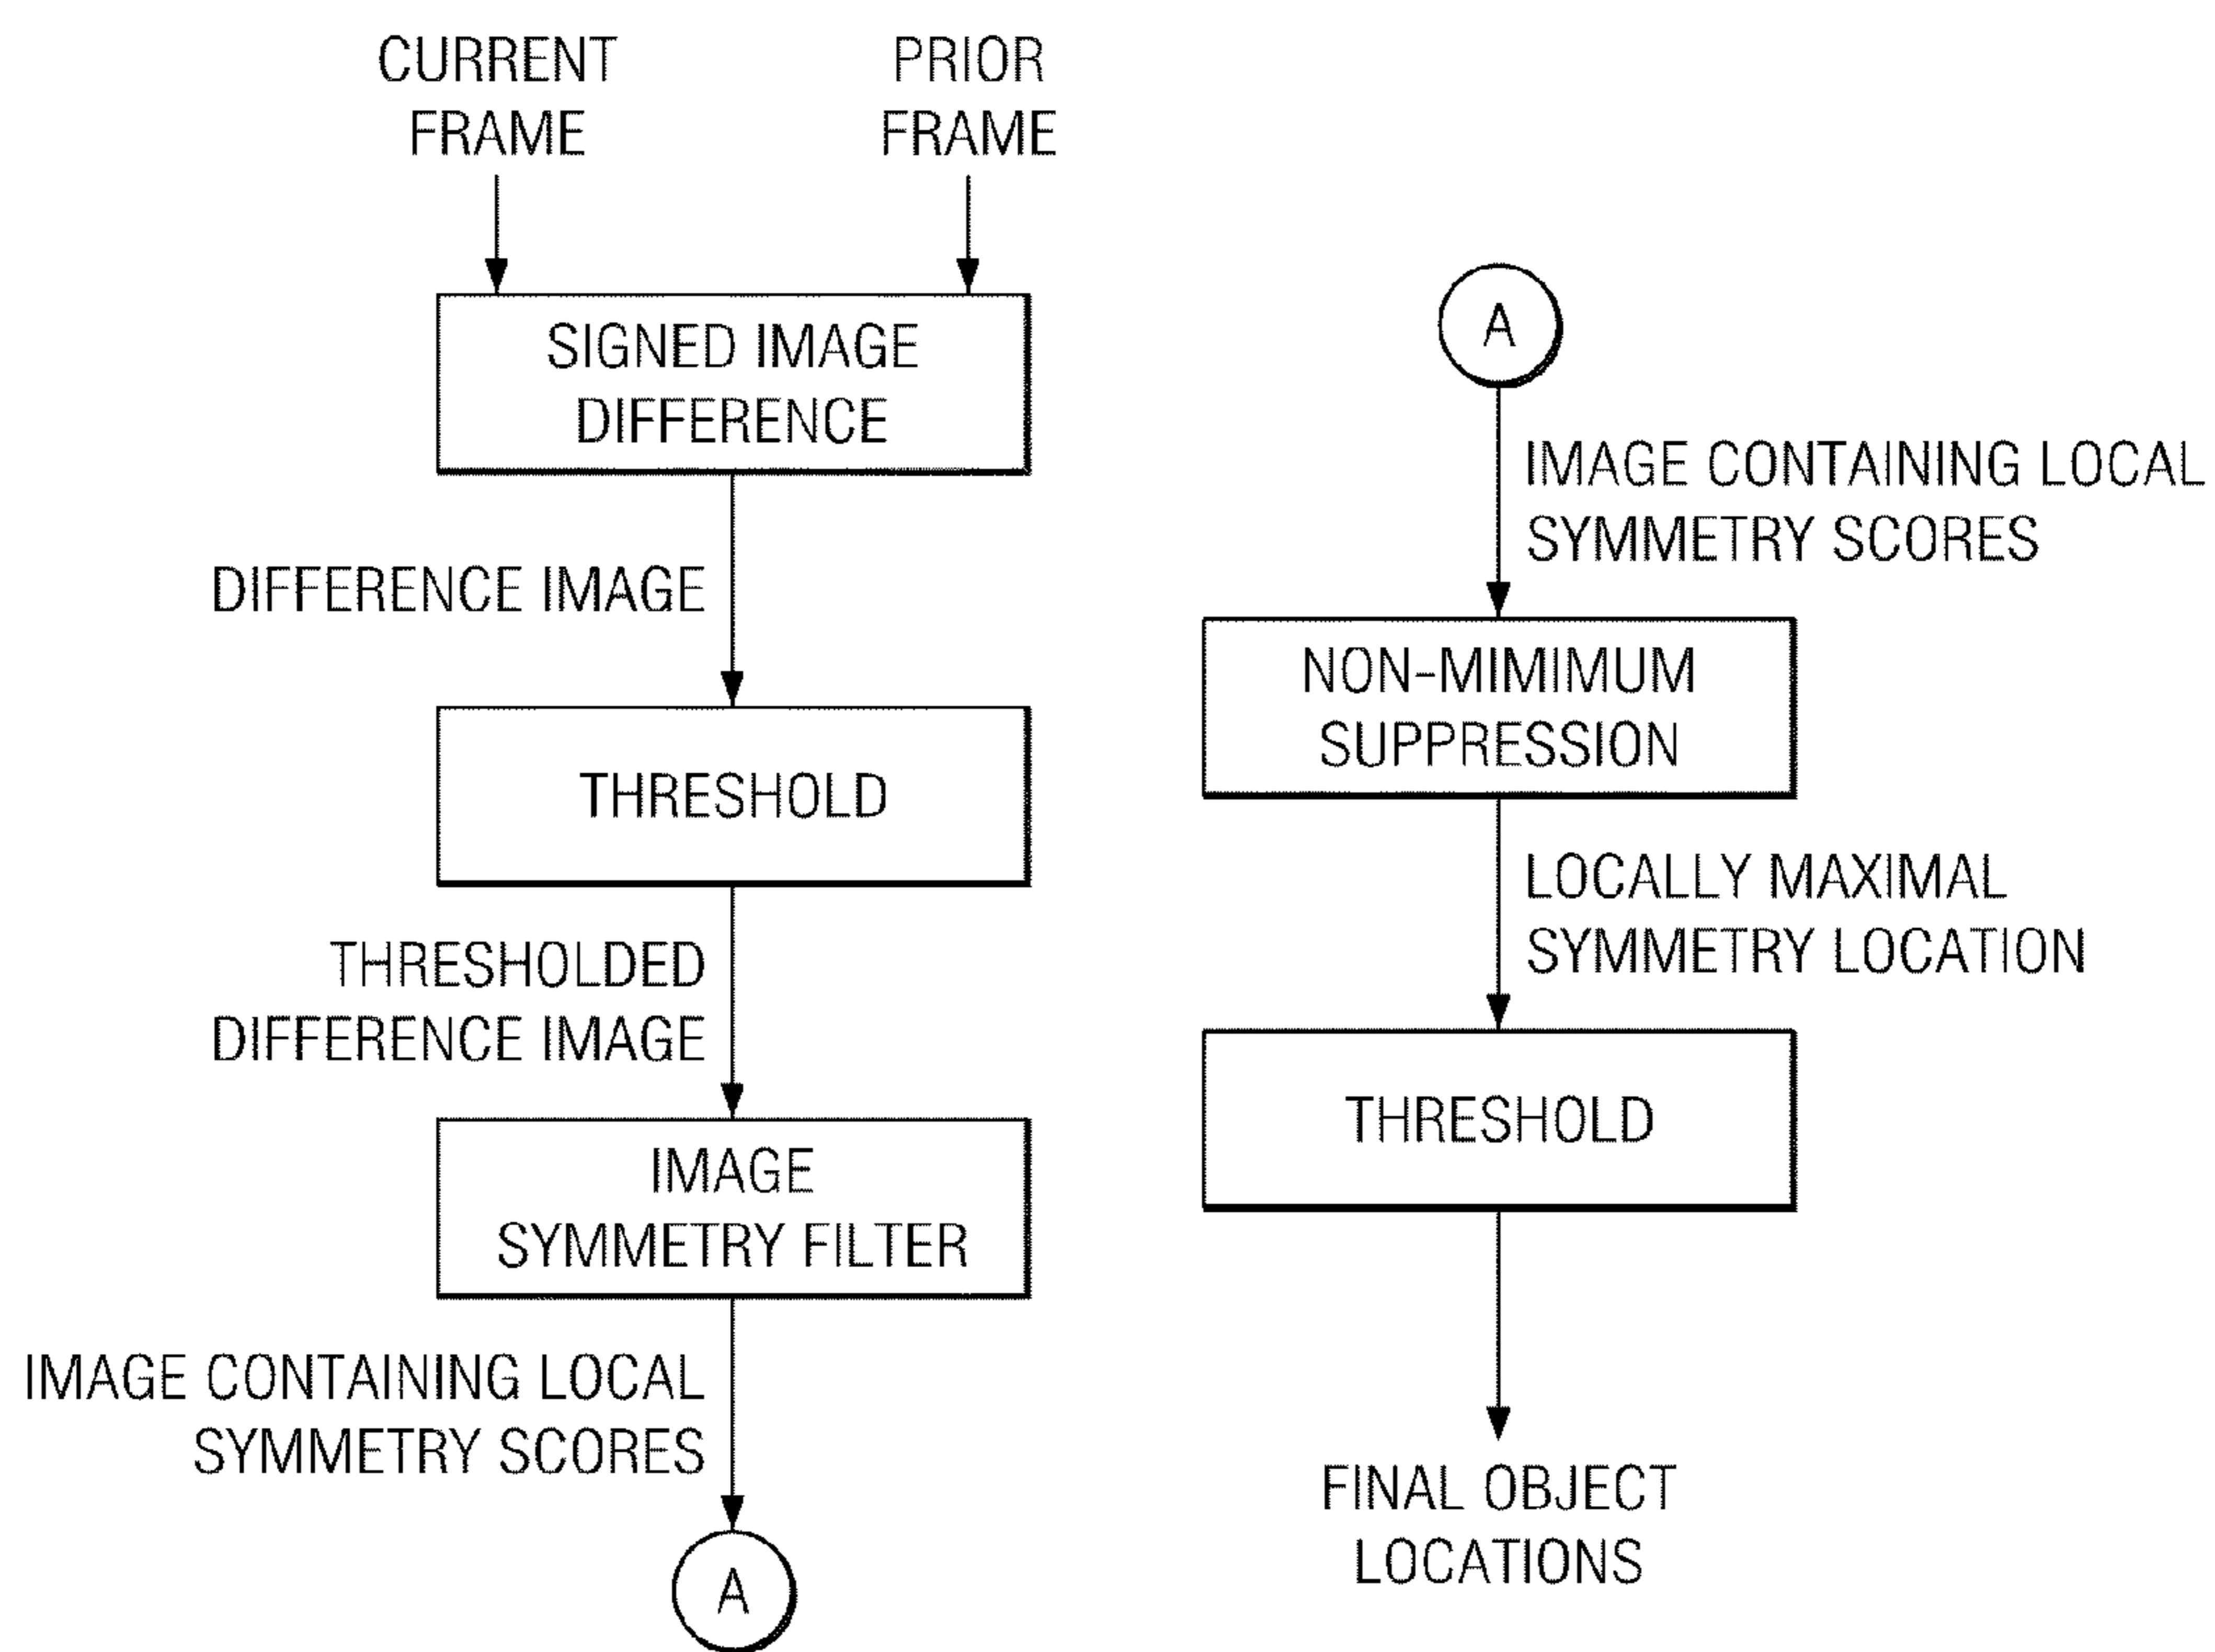 CURRENT
FRAME
PRIOR
FRAME
SIGNED IMAGE
DIFFERENCE
DIFFERENCE IMAGE
THRESHOLD
THRESHOLDED
DIFFERENCE IMAGE
IMAGE
SYMMETRY FILTER
IMAGE CONTAINING LOCAL
SYMMETRY SCORES
A
A
IMAGE CONTAINING LOCAL
SYMMETRY SCORES
NON-MIMIMUM
SUPPRESSION
LOCALLY MAXIMAL
SYMMETRY LOCATION
THRESHOLD
FINAL OBJECT
LOCATIONS